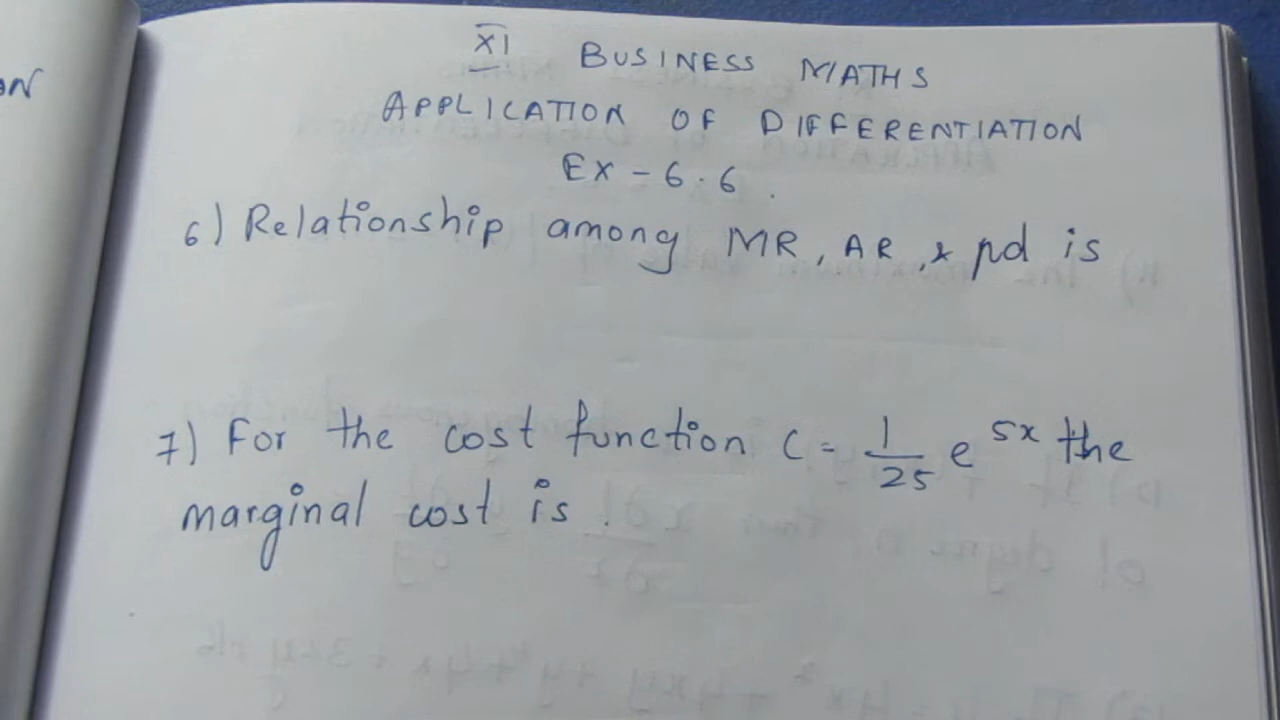 ON
XI BUSINESS MATHS
APPLICATION OF DIFFERENTIATION
EX - 6.6.
6) Relationship among MR, AR, & ηd is
7) For the cost function C = 1/25 e^5x the
marginal cost is.